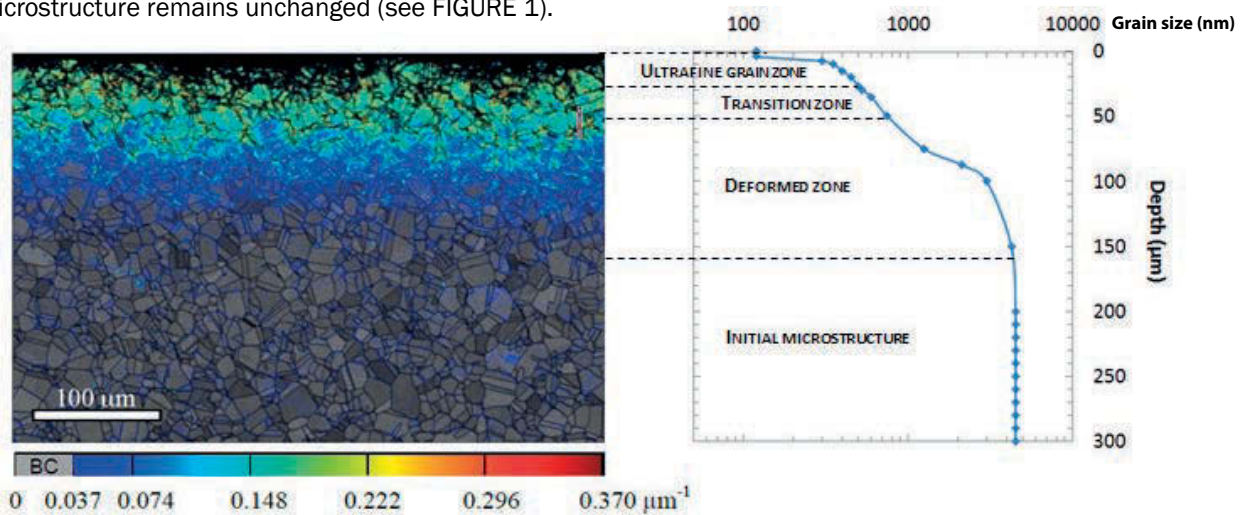 icrostructure remains unchanged (see FIGURE 1).
100 1000 10000 Grain size (nm)
0
ULTRAFINE GRAIN ZONE
TRANSITION ZONE
50
DEFORMED ZONE
100
150
200
INITIAL MICROSTRUCTURE
250
300
Depth (µm)
100 µm
BC
0 0.037 0.074 0.148 0.222 0.296 0.370 µm⁻¹